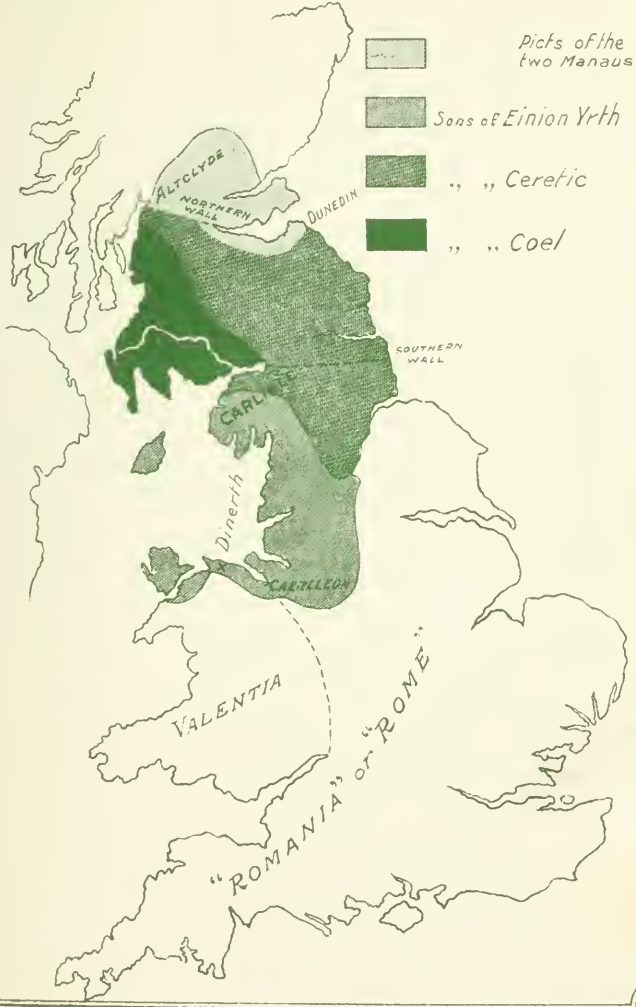 Picts of the
two Manaus
Sons of Einion Yrth
„ „ Ceretic
„ „ Coel
ALTCLYDE
NORTHERN
WALL
DUNEDIN
SOUTHERN
WALL
CARLISLE
Dinerth
X
CAERLLEON
VALENTIA
"ROMANIA" or "ROME"